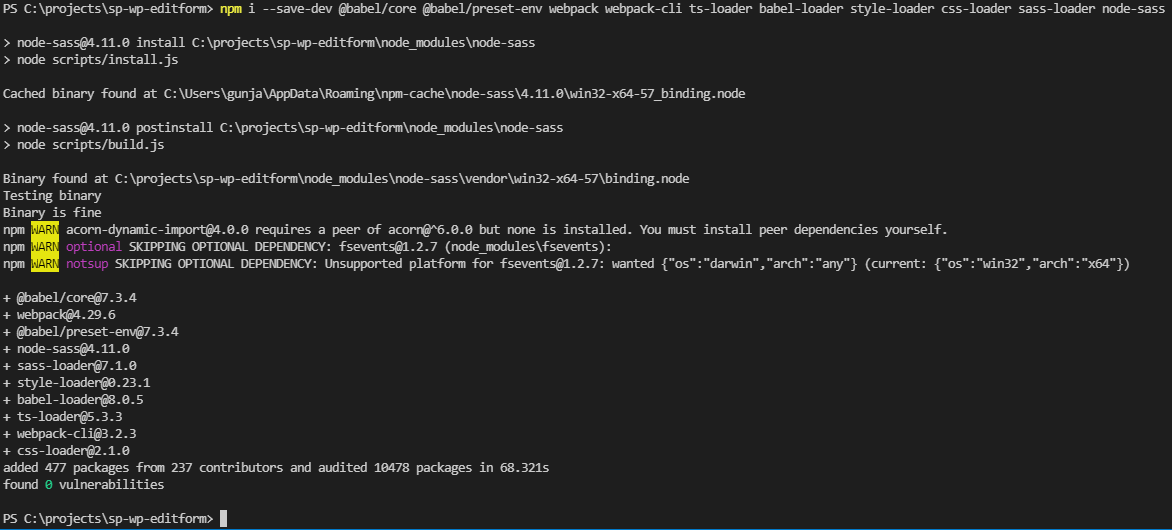 PS C:\projects\sp-wp-editform> npm i --save-dev @babel/core @babel/preset-env webpack webpack-cli ts-loader babel-loader style-loader css-loader sass-loader node-sass
> node-sass@4.11.0 install C:\projects\sp-wp-editform\node_modules\node-sass
> node scripts/install.js
Cached binary found at C:\Users\gunja\AppData\Roaming\npm-cache\node-sass\4.11.0\win32-x64-57_binding.node
> node-sass@4.11.0 postinstall C:\projects\sp-wp-editform\node_modules\node-sass
> node scripts/build.js
Binary found at C:\projects\sp-wp-editform\node_modules\node-sass\vendor\win32-x64-57\binding.node
Testing binary
Binary is fine
npm WARN acorn-dynamic-import@4.0.0 requires a peer of acorn@^6.0.0 but none is installed. You must install peer dependencies yourself.
npm WARN optional SKIPPING OPTIONAL DEPENDENCY: fsevents@1.2.7 (node_modules\fsevents):
npm WARN notsup SKIPPING OPTIONAL DEPENDENCY: Unsupported platform for fsevents@1.2.7: wanted {"os":"darwin","arch":"any"} (current: {"os":"win32","arch":"x64"})
+ @babel/core@7.3.4
+ webpack@4.29.6
+ @babel/preset-env@7.3.4
+ node-sass@4.11.0
+ sass-loader@7.1.0
+ style-loader@0.23.1
+ babel-loader@8.0.5
+ ts-loader@5.3.3
+ webpack-cli@3.2.3
+ css-loader@2.1.0
added 477 packages from 237 contributors and audited 10478 packages in 68.321s
found 0 vulnerabilities
PS C:\projects\sp-wp-editform>